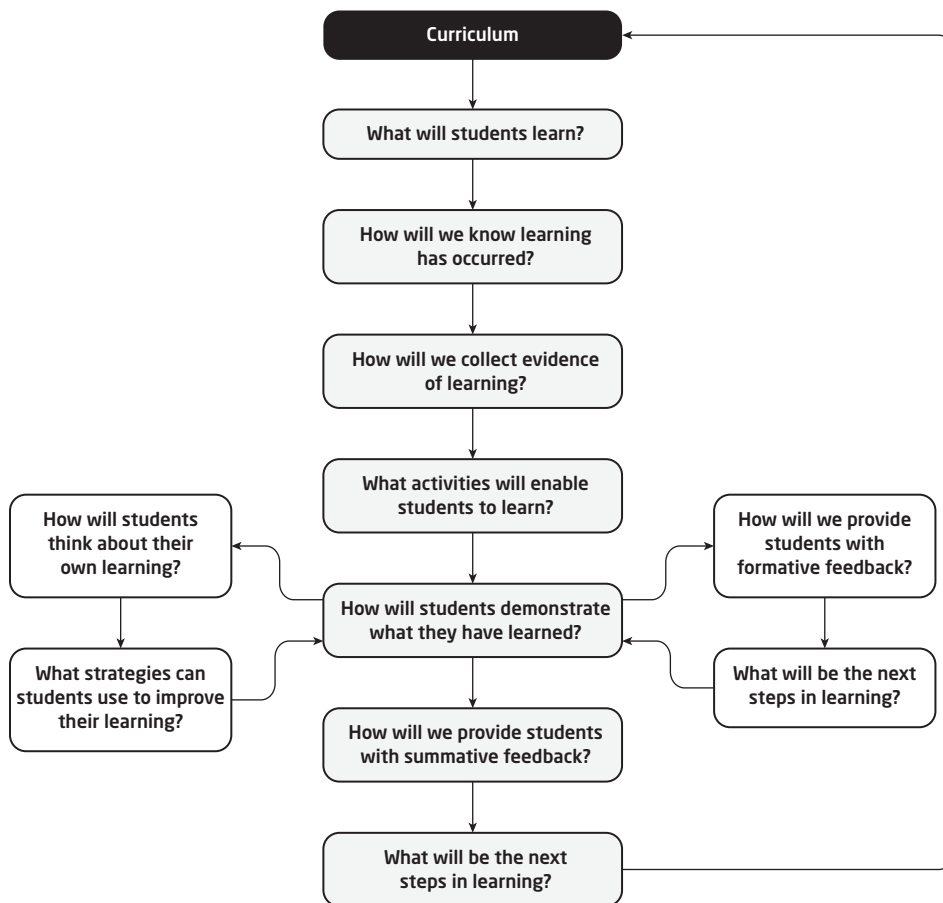 Curriculum
What will students learn?
How will we know learning
has occurred?
How will we collect evidence
of learning?
What activities will enable
students to learn?
How will students
think about their
own learning?
How will we provide
students with
formative feedback?
How will students demonstrate
what they have learned?
What strategies can
students use to improve
their learning?
What will be the next
steps in learning?
How will we provide students
with summative feedback?
What will be the next
steps in learning?